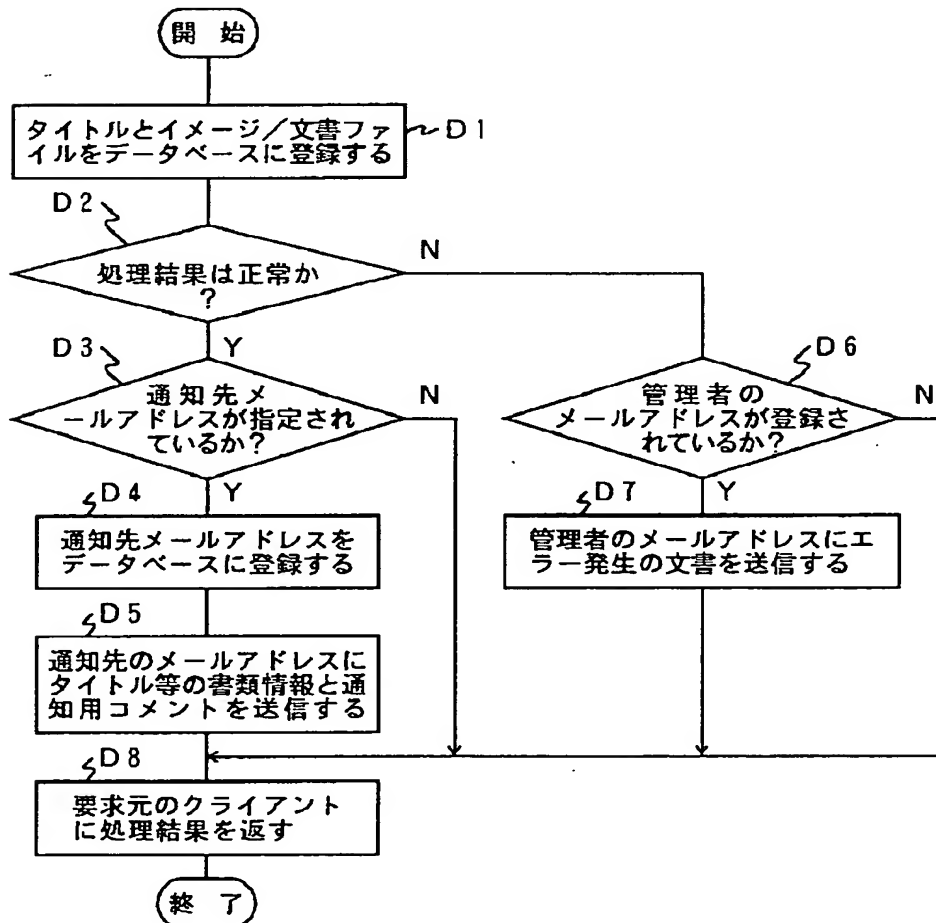 開 始
タイトルとイメージ/文書ファ
イルをデータベースに登録する
D1
D2
処理結果は正常か
?
N
Y
D3
通知先メ
ールアドレスが指定され
ているか?
N
Y
D6
管理者の
メールアドレスが登録さ
れているか?
N
Y
D4
通知先メールアドレスを
データベースに登録する
D7
管理者のメールアドレスにエ
ラー発生の文書を送信する
D5
通知先のメールアドレスに
タイトル等の書類情報と通
知用コメントを送信する
D8
要求元のクライアント
に処理結果を返す
終 了